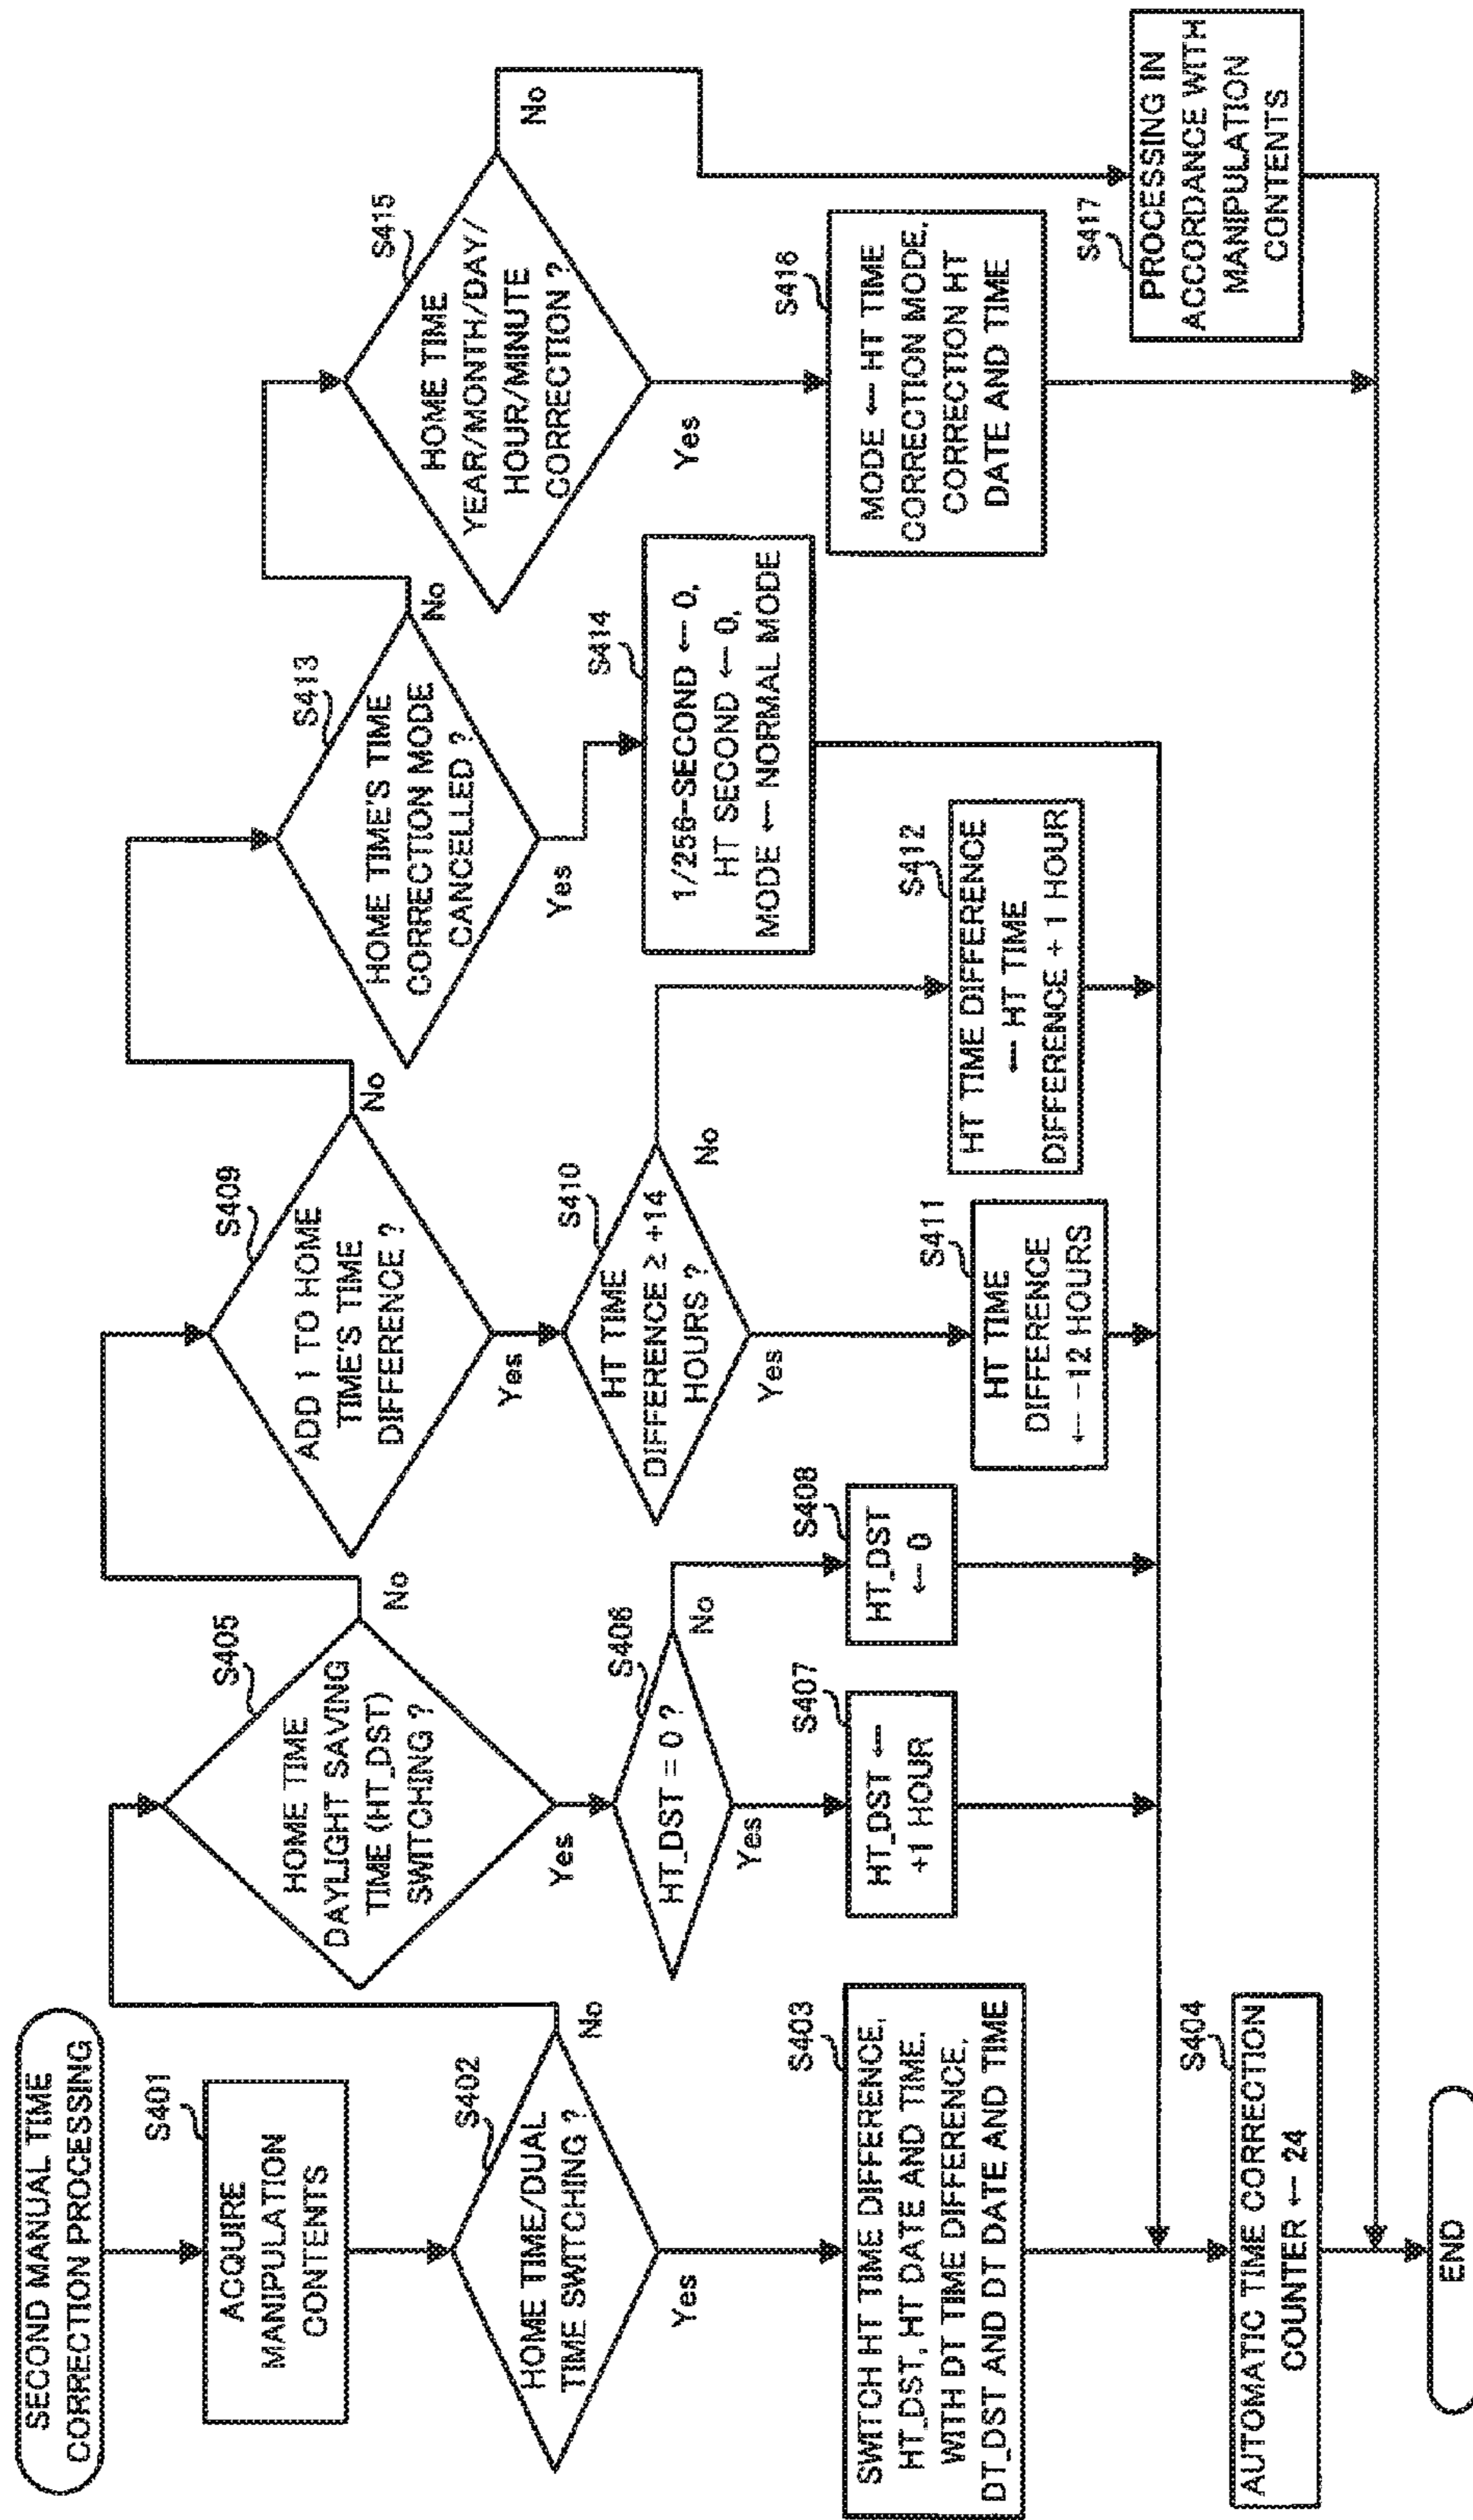 SECOND MANUAL TIME
CORRECTION PROCESSING
S401
ACQUIRE
MANIPULATION
CONTENTS
S402
HOME TIME/DUAL
TIME SWITCHING ?
No
Yes
S403
SWITCH HT TIME DIFFERENCE,
HT_DST, HT DATE AND TIME,
WITH DT TIME DIFFERENCE,
DT_DST AND DT DATE AND TIME
S404
AUTOMATIC TIME CORRECTION
COUNTER ← 24
END
S405
HOME TIME
DAYLIGHT SAVING
TIME (HT_DST)
SWITCHING ?
No
Yes
S406
HT_DST = 0 ?
No
Yes
S407
HT_DST ←
+1 HOUR
S408
HT_DST
← 0
S409
ADD 1 TO HOME
TIME'S TIME
DIFFERENCE ?
No
Yes
S410
HT TIME
DIFFERENCE ≥ +14
HOURS ?
No
Yes
S411
HT TIME
DIFFERENCE
← -12 HOURS
S412
HT TIME DIFFERENCE
← HT TIME
DIFFERENCE + 1 HOUR
S413
HOME TIME'S TIME
CORRECTION MODE
CANCELLED ?
No
Yes
S414
1/256-SECOND ← 0,
HT SECOND ← 0,
MODE ← NORMAL MODE
S415
HOME TIME
YEAR/MONTH/DAY/
HOUR/MINUTE
CORRECTION ?
No
Yes
S416
MODE ← HT TIME
CORRECTION MODE,
CORRECTION HT
DATE AND TIME
S417
PROCESSING IN
ACCORDANCE WITH
MANIPULATION
CONTENTS